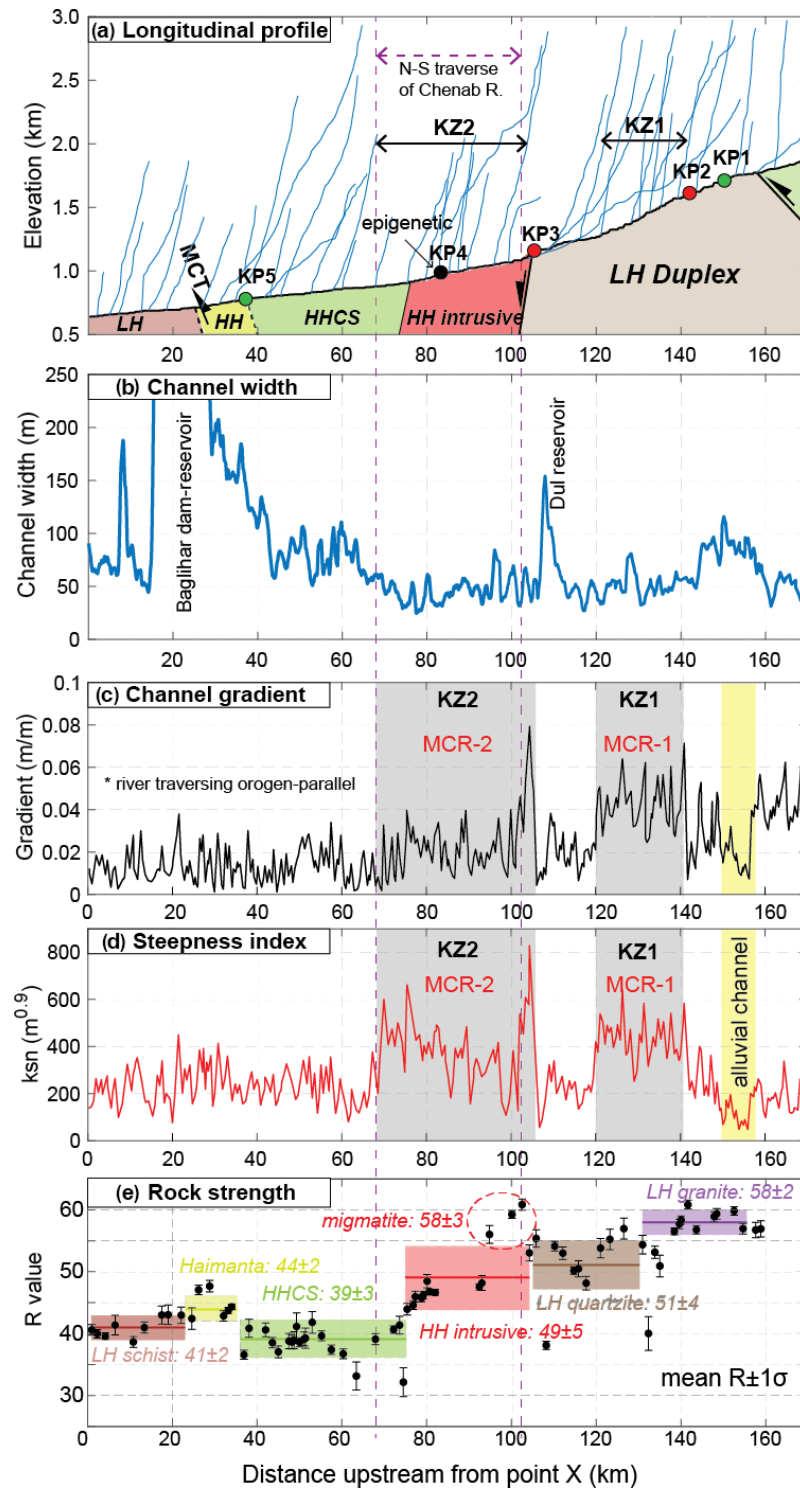 (a) Longitudinal profile
3.0
2.5
2.0
1.5
1.0
0.5
Elevation (km)
N-S traverse
of Chenab R.
KZ2
KZ1
KP2
KP1
epigenetic
KP4
KP3
MCT
KP5
LH Duplex
LH
HH
HHCS
HH intrusive
20 40 60 80 100 120 140 160
(b) Channel width
250
200
150
100
50
0
Channel width (m)
Baglihar dam-reservoir
Dul reservoir
0 20 40 60 80 100 120 140 160
(c) Channel gradient
0.1
0.08
0.06
0.04
0.02
0
Gradient (m/m)
KZ2
MCR-2
KZ1
MCR-1
* river traversing orogen-parallel
0 20 40 60 80 100 120 140 160
(d) Steepness index
800
600
400
200
0
ksn (m0.9)
KZ2
MCR-2
KZ1
MCR-1
alluvial channel
0 20 40 60 80 100 120 140 160
(e) Rock strength
60
50
40
30
R value
LH granite: 58±2
migmatite: 58±3
Haimanta: 44±2
HHCS: 39±3
LH quartzite: 51±4
LH schist: 41±2
HH intrusive: 49±5
mean R±1σ
0 20 40 60 80 100 120 140 160
Distance upstream from point X (km)